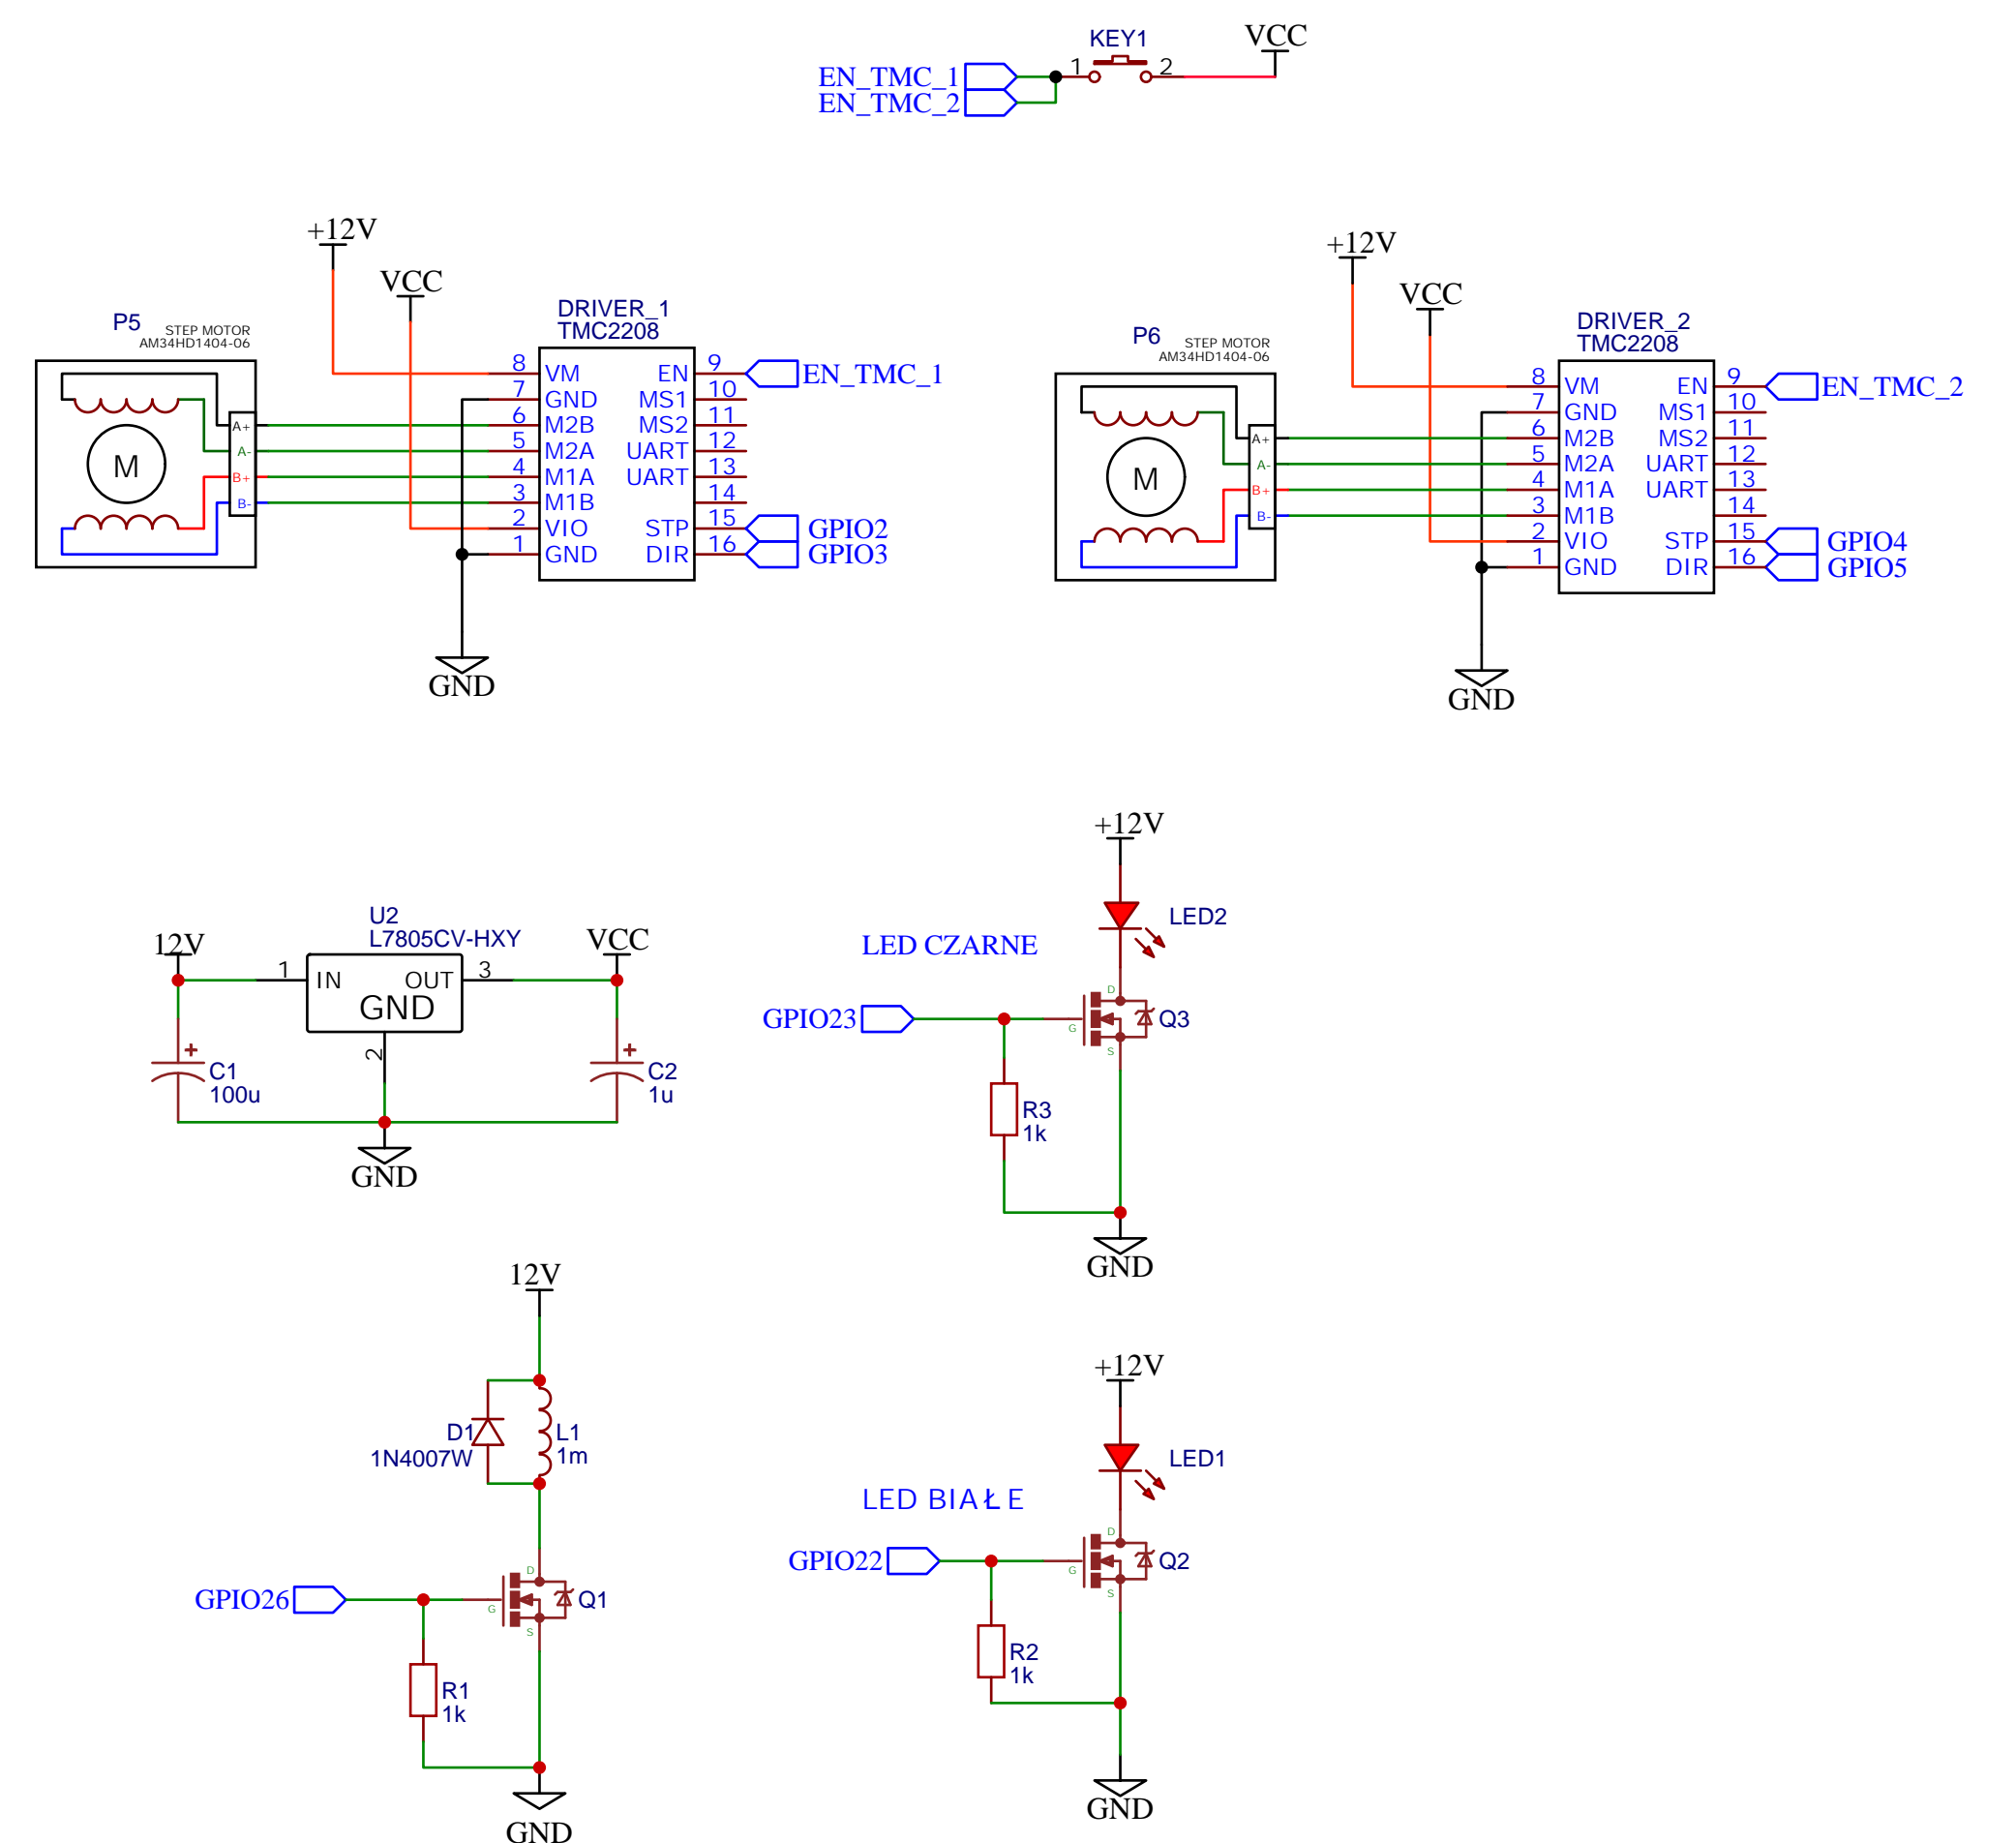 KEY1
VCC
EN_TMC_1
1
2
EN_TMC_2
+12V
VCC
P5
STEP MOTOR
AM34HD1404-06
M
A+
A-
B+
B-
DRIVER_1
TMC2208
8 VM EN 9
EN_TMC_1
7 GND MS1 10
6 M2B MS2 11
5 M2A UART 12
4 M1A UART 13
3 M1B 14
2 VIO STP 15
GPIO2
1 GND DIR 16
GPIO3
GND
+12V
VCC
P6
STEP MOTOR
AM34HD1404-06
M
A+
A-
B+
B-
DRIVER_2
TMC2208
8 VM EN 9
EN_TMC_2
7 GND MS1 10
6 M2B MS2 11
5 M2A UART 12
4 M1A UART 13
3 M1B 14
2 VIO STP 15
GPIO4
1 GND DIR 16
GPIO5
GND
U2
L7805CV-HXY
12V
VCC
1 IN OUT 3
GND
2
+
C1
100u
+
C2
1u
GND
+12V
LED2
LED CZARNE
GPIO23
D
G
S
Q3
R3
1k
GND
12V
D1
1N4007W
L1
1m
GPIO26
D
G
S
Q1
R1
1k
GND
+12V
LED1
LED BIAŁE
GPIO22
D
G
S
Q2
R2
1k
GND